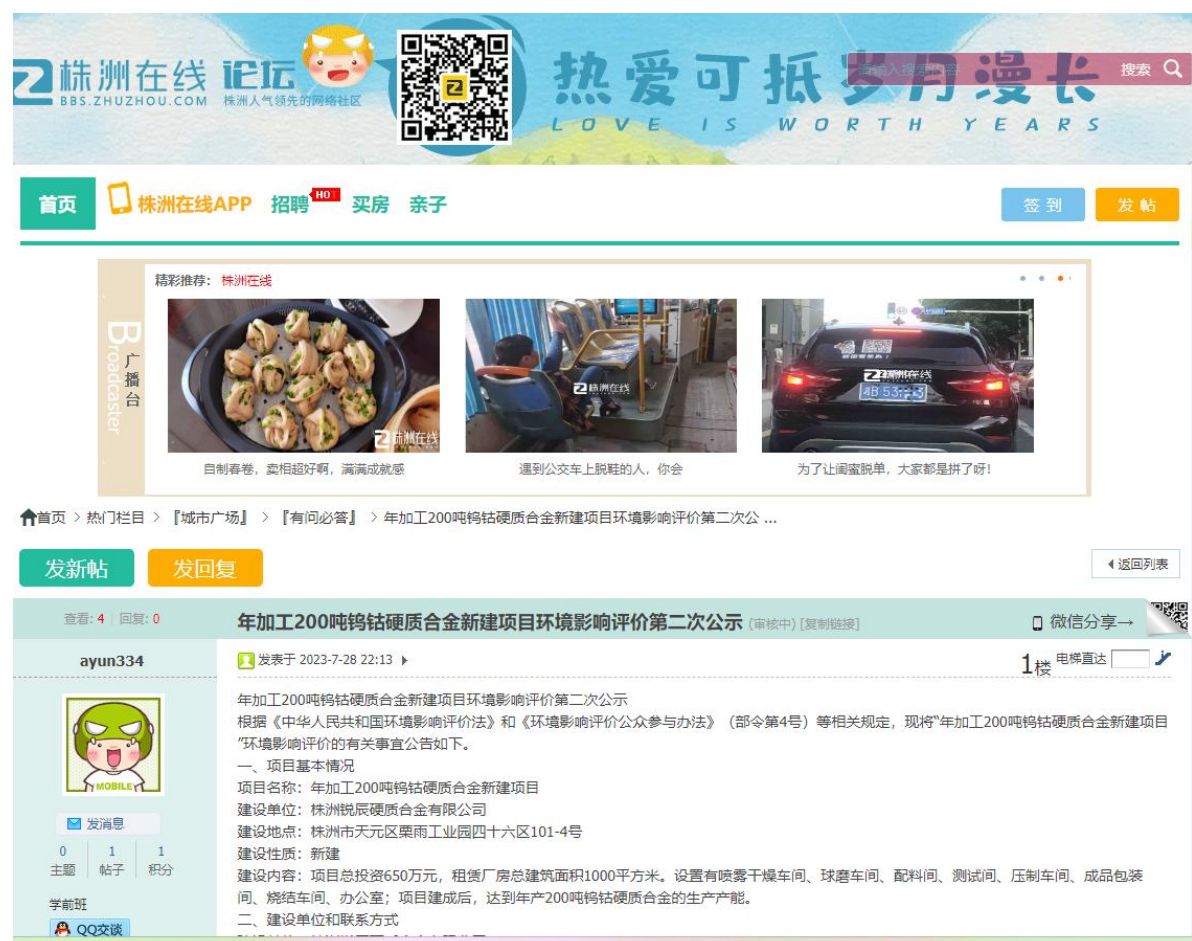 株洲在线
BBS.ZHUZHOU.COM
论坛
株洲人气领先的网络社区
热爱可抵岁月漫长
LOVE IS WORTH YEARS
请输入搜索内容
搜索
首页
株洲在线APP
招聘
HOT
买房
亲子
签到
发帖
Broadcaster
广播台
精彩推荐：株洲在线
株洲在线
株洲在线
株洲在线
自制春卷，卖相超好啊，满满成就感
遇到公交车上脱鞋的人，你会
为了让闺蜜脱单，大家都是拼了呀!
首页 > 热门栏目 > 『城市广场』 > 『有问必答』 > 年加工200吨钨钴硬质合金新建项目环境影响评价第二次公 ...
发新帖
发回复
返回列表
查看: 4 | 回复: 0
年加工200吨钨钴硬质合金新建项目环境影响评价第二次公示 (审核中) [复制链接]
微信分享→
ayun334
发表于 2023-7-28 22:13
1楼
电梯直达
MOBILE
发消息
0
主题
1
帖子
1
积分
学前班
QQ交谈
年加工200吨钨钴硬质合金新建项目环境影响评价第二次公示
根据《中华人民共和国环境影响评价法》和《环境影响评价公众参与办法》（部令第4号）等相关规定，现将“年加工200吨钨钴硬质合金新建项目
”环境影响评价的有关事宜公告如下。
一、项目基本情况
项目名称：年加工200吨钨钴硬质合金新建项目
建设单位：株洲锐辰硬质合金有限公司
建设地点：株洲市天元区栗雨工业园四十六区101-4号
建设性质：新建
建设内容：项目总投资650万元，租赁厂房总建筑面积1000平方米。设置有喷雾干燥车间、球磨车间、配料间、测试间、压制车间、成品包装
间、烧结车间、办公室；项目建成后，达到年产200吨钨钴硬质合金的生产产能。
二、建设单位和联系方式